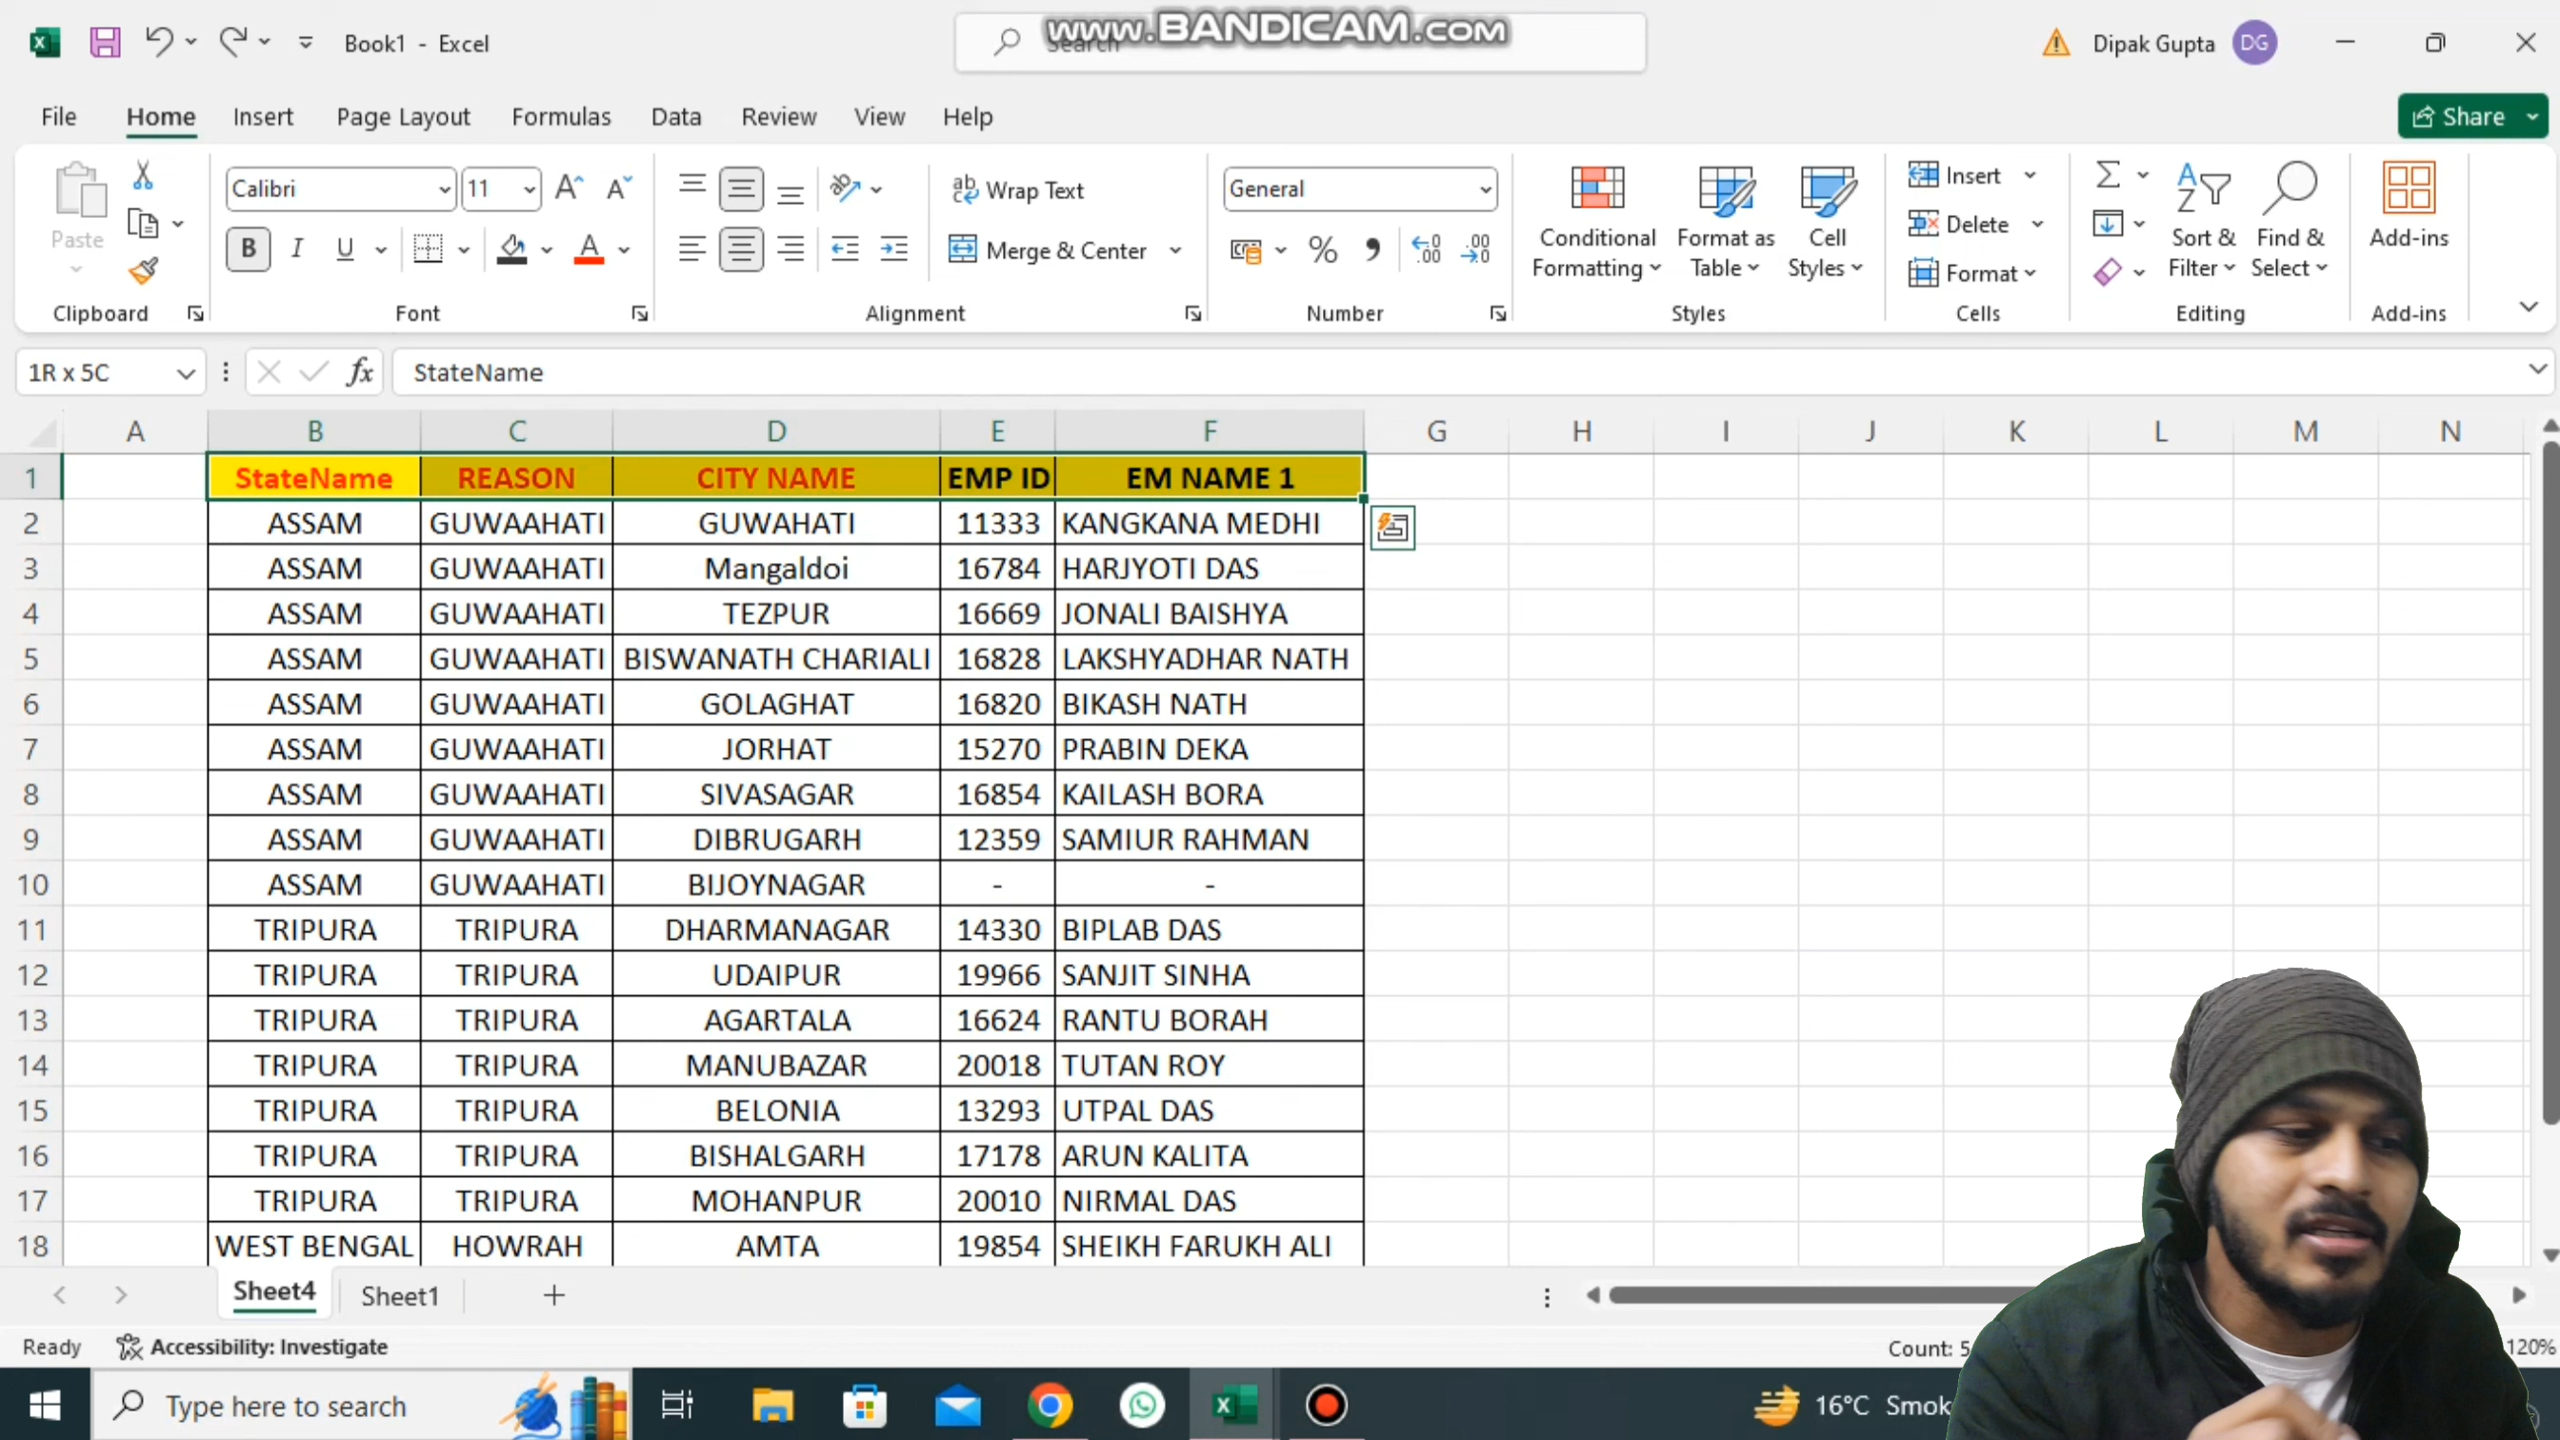 www.BANDICAM.com
Book1 - Excel
Search
Dipak Gupta DG
File Home Insert Page Layout Formulas Data Review View Help
Share
Paste
Clipboard
Calibri 11
B I U
Font
Wrap Text
Merge & Center
Alignment
General
Number
Conditional Formatting
Format as Table
Cell Styles
Styles
Insert
Delete
Format
Cells
Sort & Filter
Find & Select
Editing
Add-ins
Add-ins
1R x 5C fx StateName
A B C D E F G H I J K L M N
1 StateName REASON CITY NAME EMP ID EM NAME 1
2 ASSAM GUWAAHATI GUWAHATI 11333 KANGKANA MEDHI
3 ASSAM GUWAAHATI Mangaldoi 16784 HARJYOTI DAS
4 ASSAM GUWAAHATI TEZPUR 16669 JONALI BAISHYA
5 ASSAM GUWAAHATI BISWANATH CHARIALI 16828 LAKSHYADHAR NATH
6 ASSAM GUWAAHATI GOLAGHAT 16820 BIKASH NATH
7 ASSAM GUWAAHATI JORHAT 15270 PRABIN DEKA
8 ASSAM GUWAAHATI SIVASAGAR 16854 KAILASH BORA
9 ASSAM GUWAAHATI DIBRUGARH 12359 SAMIUR RAHMAN
10 ASSAM GUWAAHATI BIJOYNAGAR - -
11 TRIPURA TRIPURA DHARMANAGAR 14330 BIPLAB DAS
12 TRIPURA TRIPURA UDAIPUR 19966 SANJIT SINHA
13 TRIPURA TRIPURA AGARTALA 16624 RANTU BORAH
14 TRIPURA TRIPURA MANUBAZAR 20018 TUTAN ROY
15 TRIPURA TRIPURA BELONIA 13293 UTPAL DAS
16 TRIPURA TRIPURA BISHALGARH 17178 ARUN KALITA
17 TRIPURA TRIPURA MOHANPUR 20010 NIRMAL DAS
18 WEST BENGAL HOWRAH AMTA 19854 SHEIKH FARUKH ALI
Sheet4 Sheet1
Ready Accessibility: Investigate Count: 5 120%
Type here to search 16°C Smok